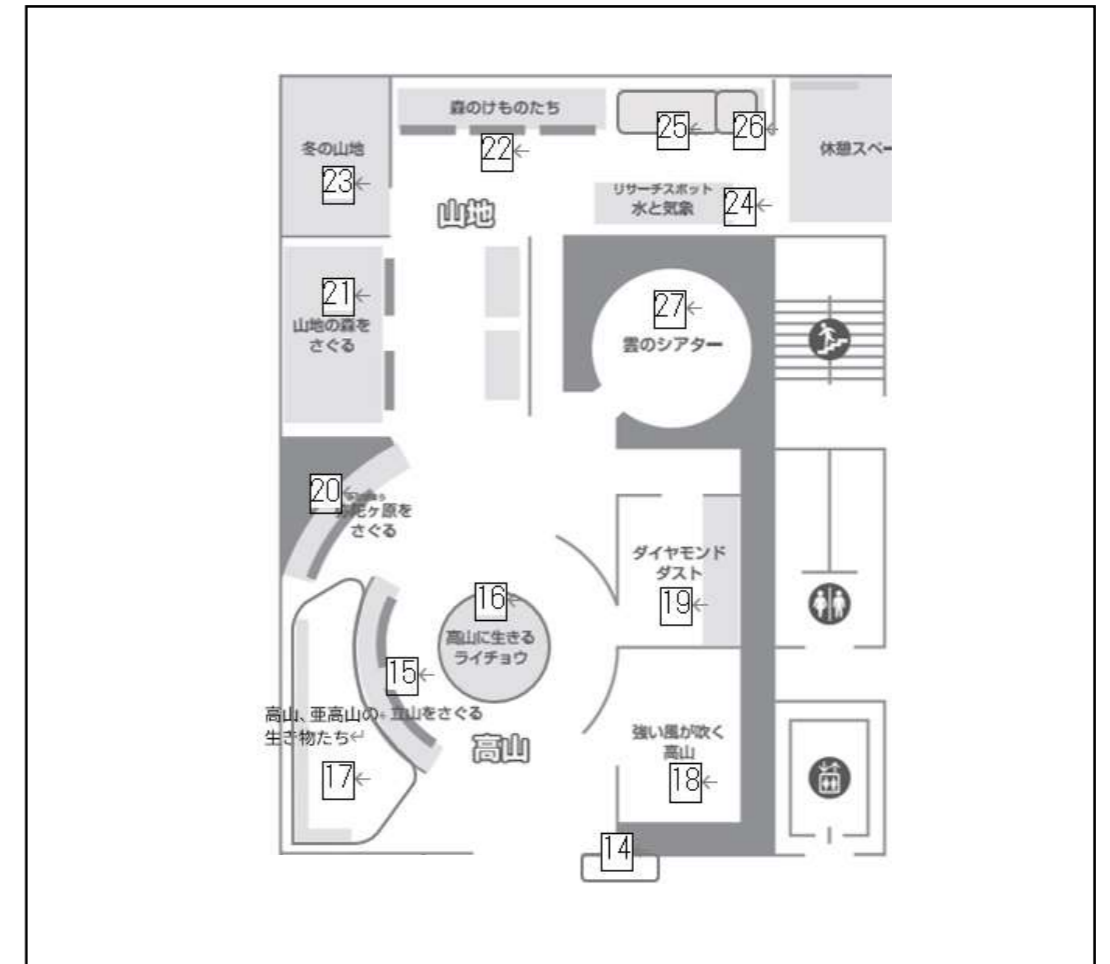 森のけものたち
25←
26←
冬の山地
22←
休憩スペー
23←
リサーチスポット
水と気象
24←
山地
21←
27←
山地の森を
さぐる
雲のシアター
20←
ヶ原を
さぐる
ダイヤモンド
ダスト
16←
19←
高山に生きる
ライチョウ
15←
高山、亜高山の←
立山をさぐる
生き物たち↵
強い風が吹く
高山
高山
17←
18←
14